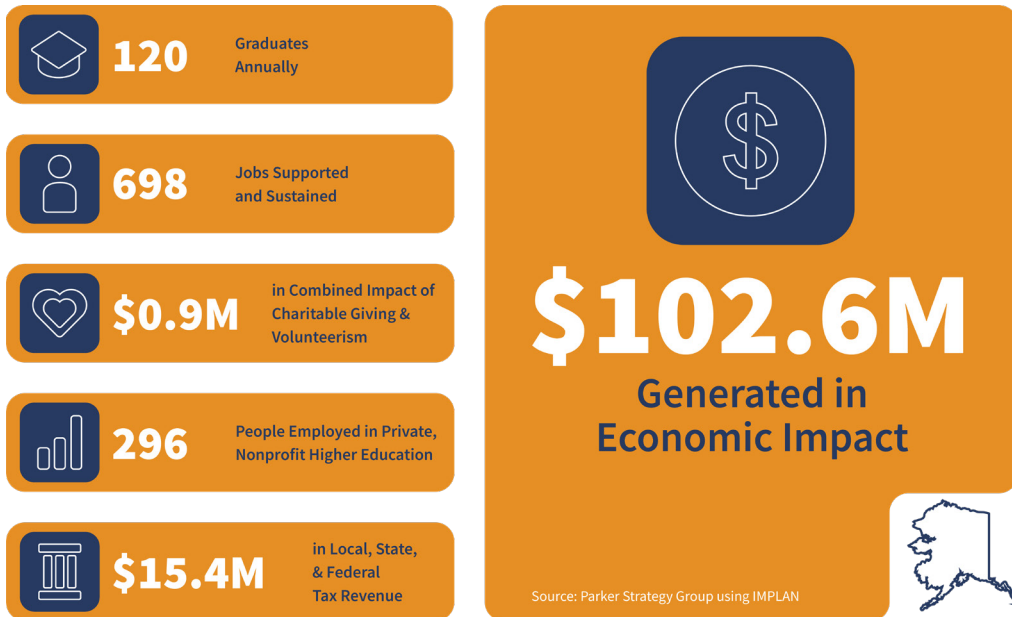 120
Graduates
Annually
698
Jobs Supported
and Sustained
$0.9M
in Combined Impact of
Charitable Giving &
Volunteerism
296
People Employed in Private,
Nonprofit Higher Education
$15.4M
in Local, State,
& Federal
Tax Revenue
$
$102.6M
Generated in
Economic Impact
Source: Parker Strategy Group using IMPLAN